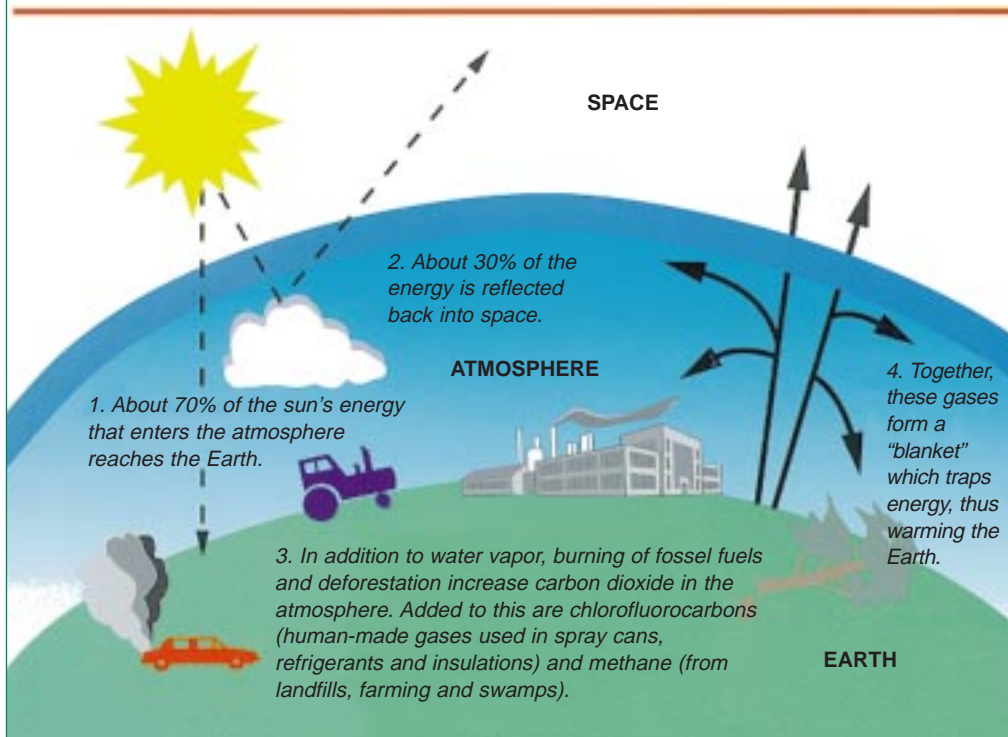 SPACE
2. About 30% of the
energy is reflected
back into space.
ATMOSPHERE
1. About 70% of the sun's energy
that enters the atmosphere
reaches the Earth.
4. Together,
these gases
form a
“blanket”
which traps
energy, thus
warming the
Earth.
3. In addition to water vapor, burning of fossel fuels
and deforestation increase carbon dioxide in the
atmosphere. Added to this are chlorofluorocarbons
(human-made gases used in spray cans,
refrigerants and insulations) and methane (from
landfills, farming and swamps).
EARTH